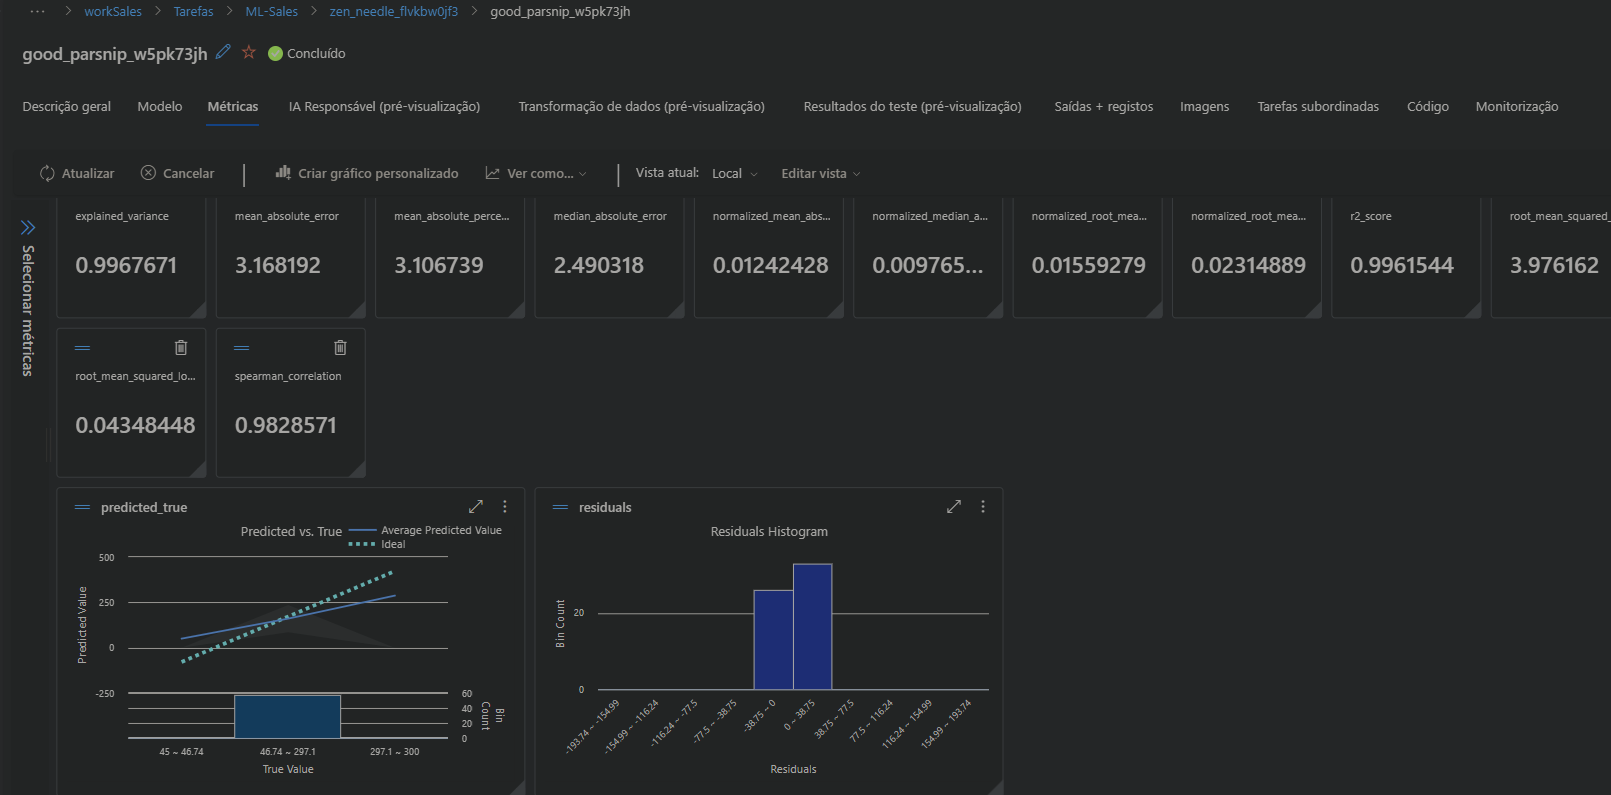 ··· > workSales > Tarefas > ML-Sales > zen_needle_flvkbw0jf3 > good_parsnip_w5pk73jh
good_parsnip_w5pk73jh Concluído
Descrição geral Modelo Métricas IA Responsável (pré-visualização) Transformação de dados (pré-visualização) Resultados do teste (pré-visualização) Saídas + registos Imagens Tarefas subordinadas Código Monitorização
Atualizar Cancelar | Criar gráfico personalizado Ver como... | Vista atual: Local Editar vista
Selecionar métricas
explained_variance mean_absolute_error mean_absolute_perce... median_absolute_error normalized_mean_abs... normalized_median_a... normalized_root_mea... normalized_root_mea... r2_score root_mean_squared_
0.9967671 3.168192 3.106739 2.490318 0.01242428 0.009765... 0.01559279 0.02314889 0.9961544 3.976162
root_mean_squared_lo... spearman_correlation
0.04348448 0.9828571
predicted_true
Predicted vs. True
Average Predicted Value
Ideal
Predicted Value
500
250
0
-250
60
40
20
0
Bin Count
45 ~ 46.74 46.74 ~ 297.1 297.1 ~ 300
True Value
residuals
Residuals Histogram
Bin Count
20
0
-193.74 ~ -154.99 -154.99 ~ -116.24 -116.24 ~ -77.5 -77.5 ~ -38.75 -38.75 ~ 0 0 ~ 38.75 38.75 ~ 77.5 77.5 ~ 116.24 116.24 ~ 154.99 154.99 ~ 193.74
Residuals